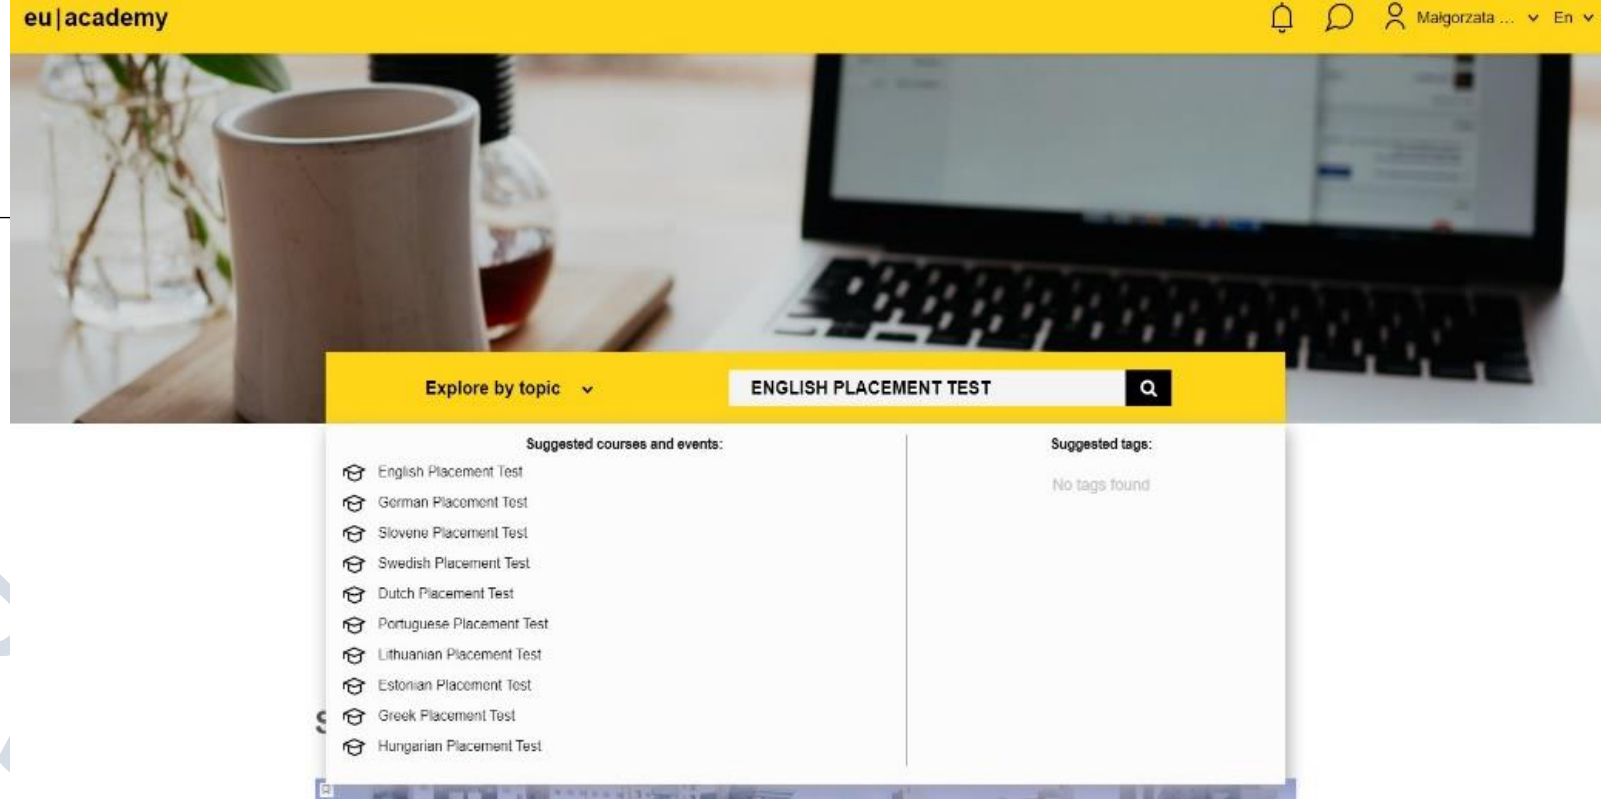 eu|academy
Małgorzata ... En
Explore by topic
ENGLISH PLACEMENT TEST
Suggested courses and events:
English Placement Test
German Placement Test
Slovene Placement Test
Swedish Placement Test
Dutch Placement Test
Portuguese Placement Test
Lithuanian Placement Test
Estonian Placement Test
Greek Placement Test
Hungarian Placement Test
Suggested tags:
No tags found